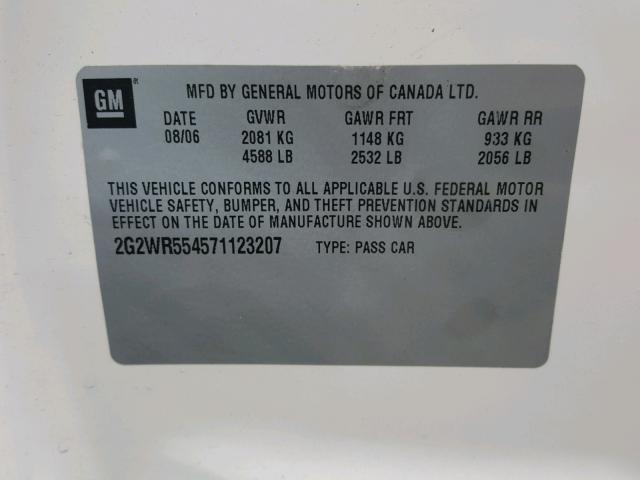 GM
MFD BY GENERAL MOTORS OF CANADA LTD.
DATE GVWR GAWR FRT GAWR RR
08/06 2081 KG 1148 KG 933 KG
4588 LB 2532 LB 2056 LB
THIS VEHICLE CONFORMS TO ALL APPLICABLE U.S. FEDERAL MOTOR
VEHICLE SAFETY, BUMPER, AND THEFT PREVENTION STANDARDS IN
EFFECT ON THE DATE OF MANUFACTURE SHOWN ABOVE.
2G2WR554571123207 TYPE: PASS CAR